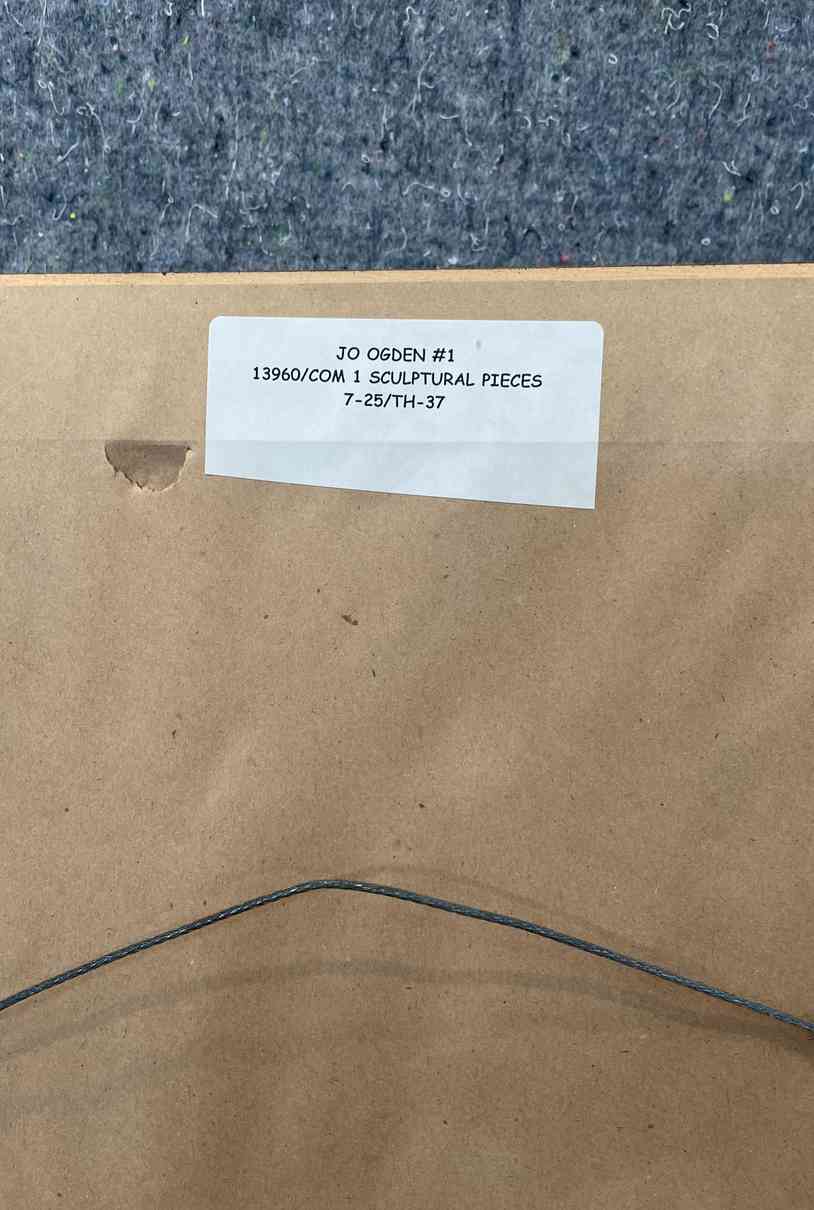 JO OGDEN #1
13960/COM 1 SCULPTURAL PIECES
7-25/TH-37